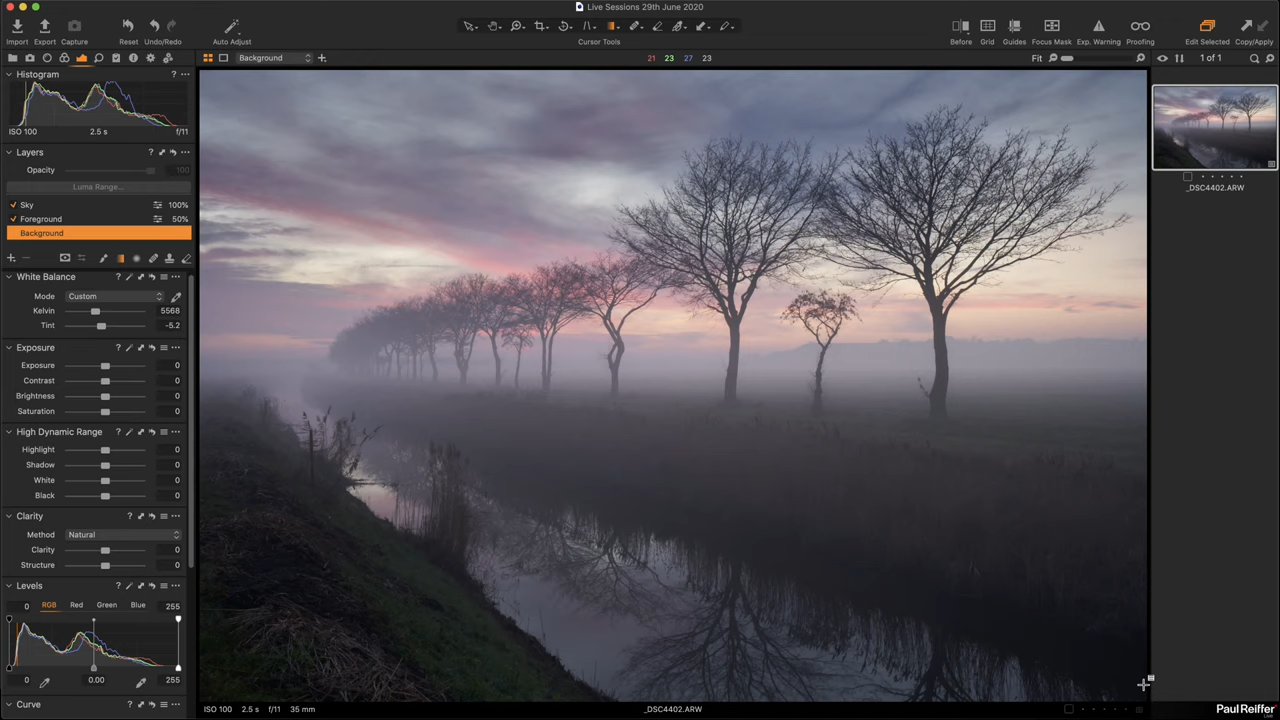 Live Sessions 29th June 2020
Import Export Capture Reset Undo/Redo Auto Adjust Cursor Tools Before Grid Guides Focus Mask Exp. Warning Proofing Edit Selected Copy/Apply
Background 21 23 27 23 Fit 1 of 1
Histogram ?
ISO 100 2.5 s f/11
Layers ?
Opacity 100
Luma Range...
Sky 100%
Foreground 50%
Background
White Balance ?
Mode Custom
Kelvin 5568
Tint -5.2
Exposure ?
Exposure 0
Contrast 0
Brightness 0
Saturation 0
High Dynamic Range ?
Highlight 0
Shadow 0
White 0
Black 0
Clarity ?
Method Natural
Clarity 0
Structure 0
Levels ?
0 RGB Red Green Blue 255
0 0.00 255
Curve ?
ISO 100 2.5 s f/11 35 mm _DSC4402.ARW
_DSC4402.ARW
PaulReiffer
Live